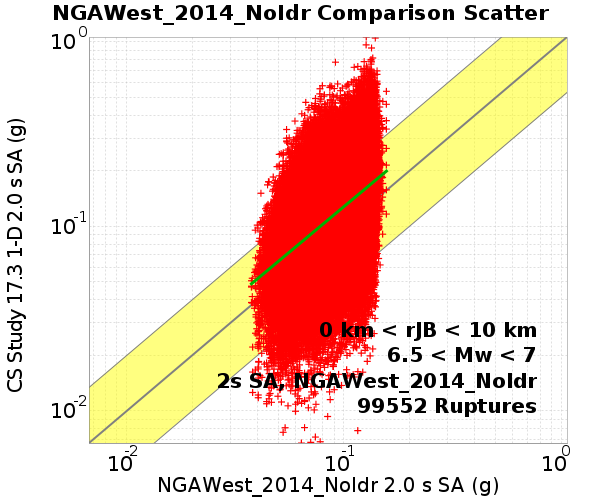 NGAWest_2014_NoIdr Comparison Scatter
CS Study 17.3 1-D 2.0 s SA (g)
10⁰
10⁻¹
10⁻²
0 km < rJB < 10 km
6.5 < Mw < 7
2s SA, NGAWest_2014_NoIdr
99552 Ruptures
10⁻² 10⁻¹ 10⁰
NGAWest_2014_NoIdr 2.0 s SA (g)